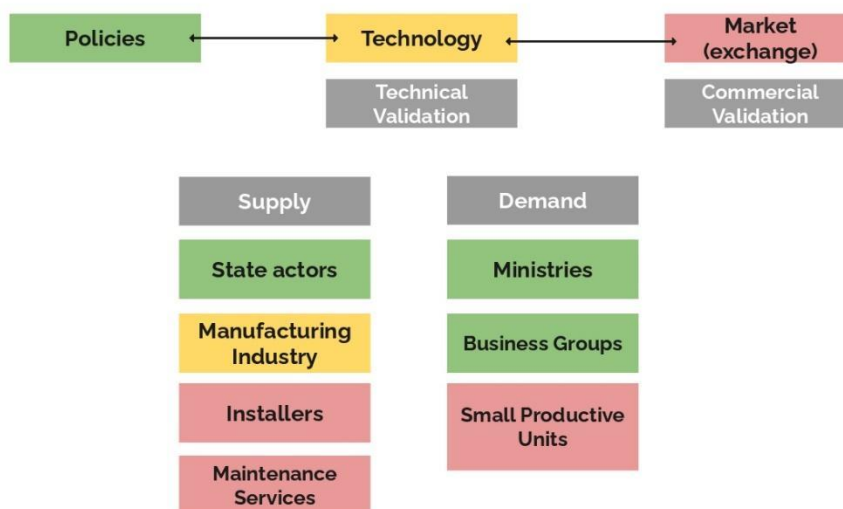 Policies
Technology
Market
(exchange)
Technical
Validation
Commercial
Validation
Supply
Demand
State actors
Ministries
Manufacturing
Industry
Business Groups
Installers
Small Productive
Units
Maintenance
Services